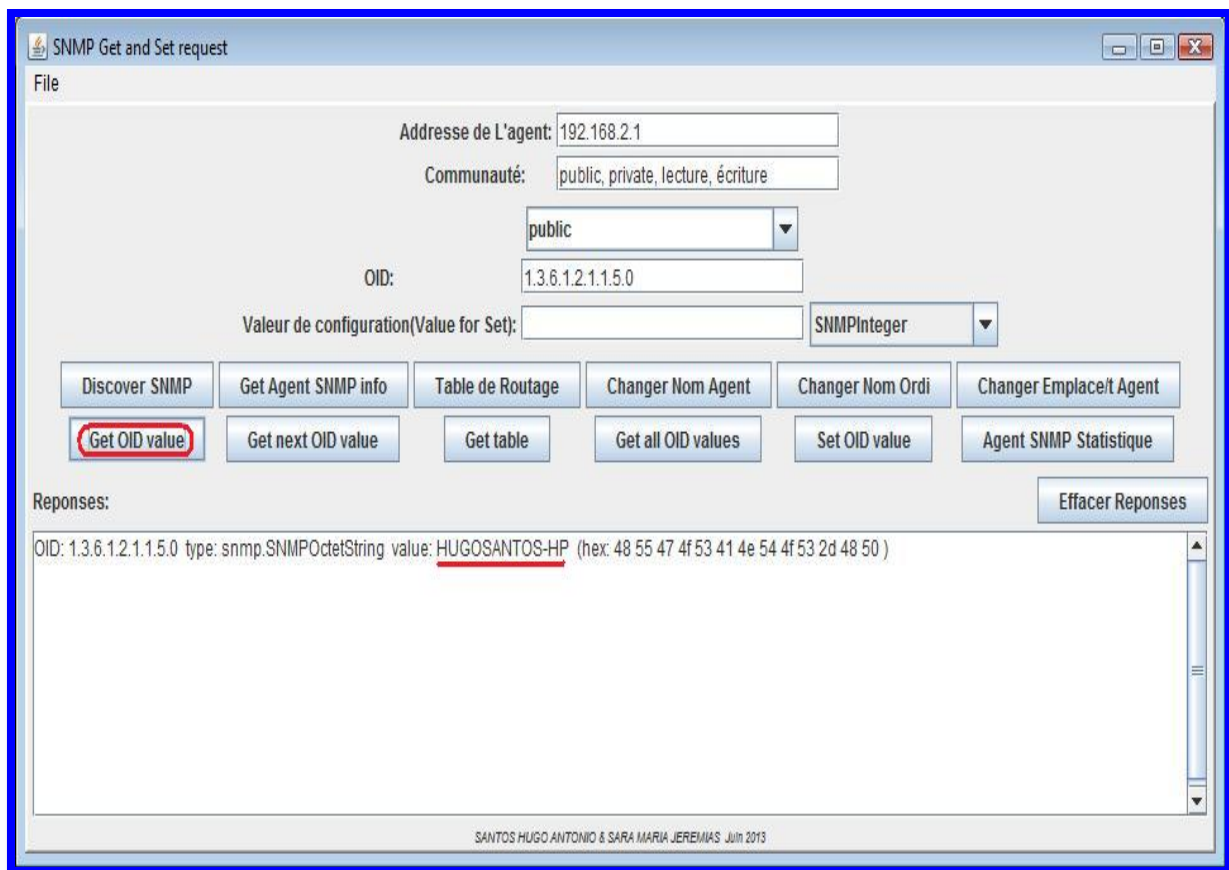 SNMP Get and Set request
File
Addresse de L'agent: 192.168.2.1
Communauté: public, private, lecture, écriture
public
OID: 1.3.6.1.2.1.1.5.0
Valeur de configuration(Value for Set): SNMPInteger
Discover SNMP Get Agent SNMP info Table de Routage Changer Nom Agent Changer Nom Ordi Changer Emplace/t Agent
Get OID value Get next OID value Get table Get all OID values Set OID value Agent SNMP Statistique
Reponses: Effacer Reponses
OID: 1.3.6.1.2.1.1.5.0 type: snmp.SNMPOctetString value: HUGOSANTOS-HP (hex: 48 55 47 4f 53 41 4e 54 4f 53 2d 48 50 )
SANTOS HUGO ANTONIO & SARA MARIA JEREMIAS Juin 2013